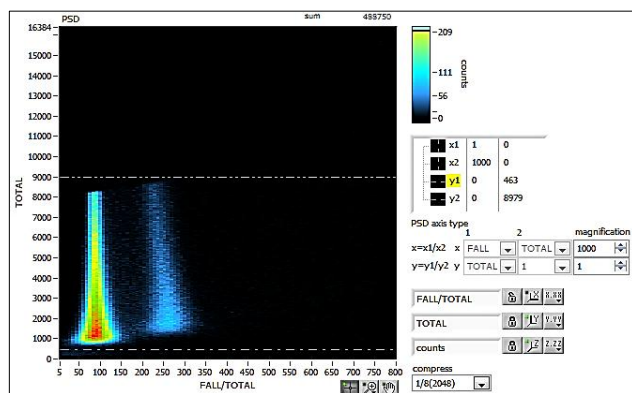 PSD sum 498750
16384
15000
14000
13000
12000
11000
10000
9000
8000
7000
6000
5000
4000
3000
2000
1000
0
TOTAL
5 50 100 150 200 250 300 350 400 450 500 550 600 650 700 750 800
FALL/TOTAL
-209
-111
-56
-0
counts
x1 1 0
x2 1000 0
y1 0 463
y2 0 8979
PSD axis type
1 2 magnification
x=x1/x2 x FALL TOTAL 1000
y=y1/y2 y TOTAL 1 1
FALL/TOTAL X X.XX
TOTAL Y Y.YY
counts Z Z.ZZ
compress
1/8(2048)